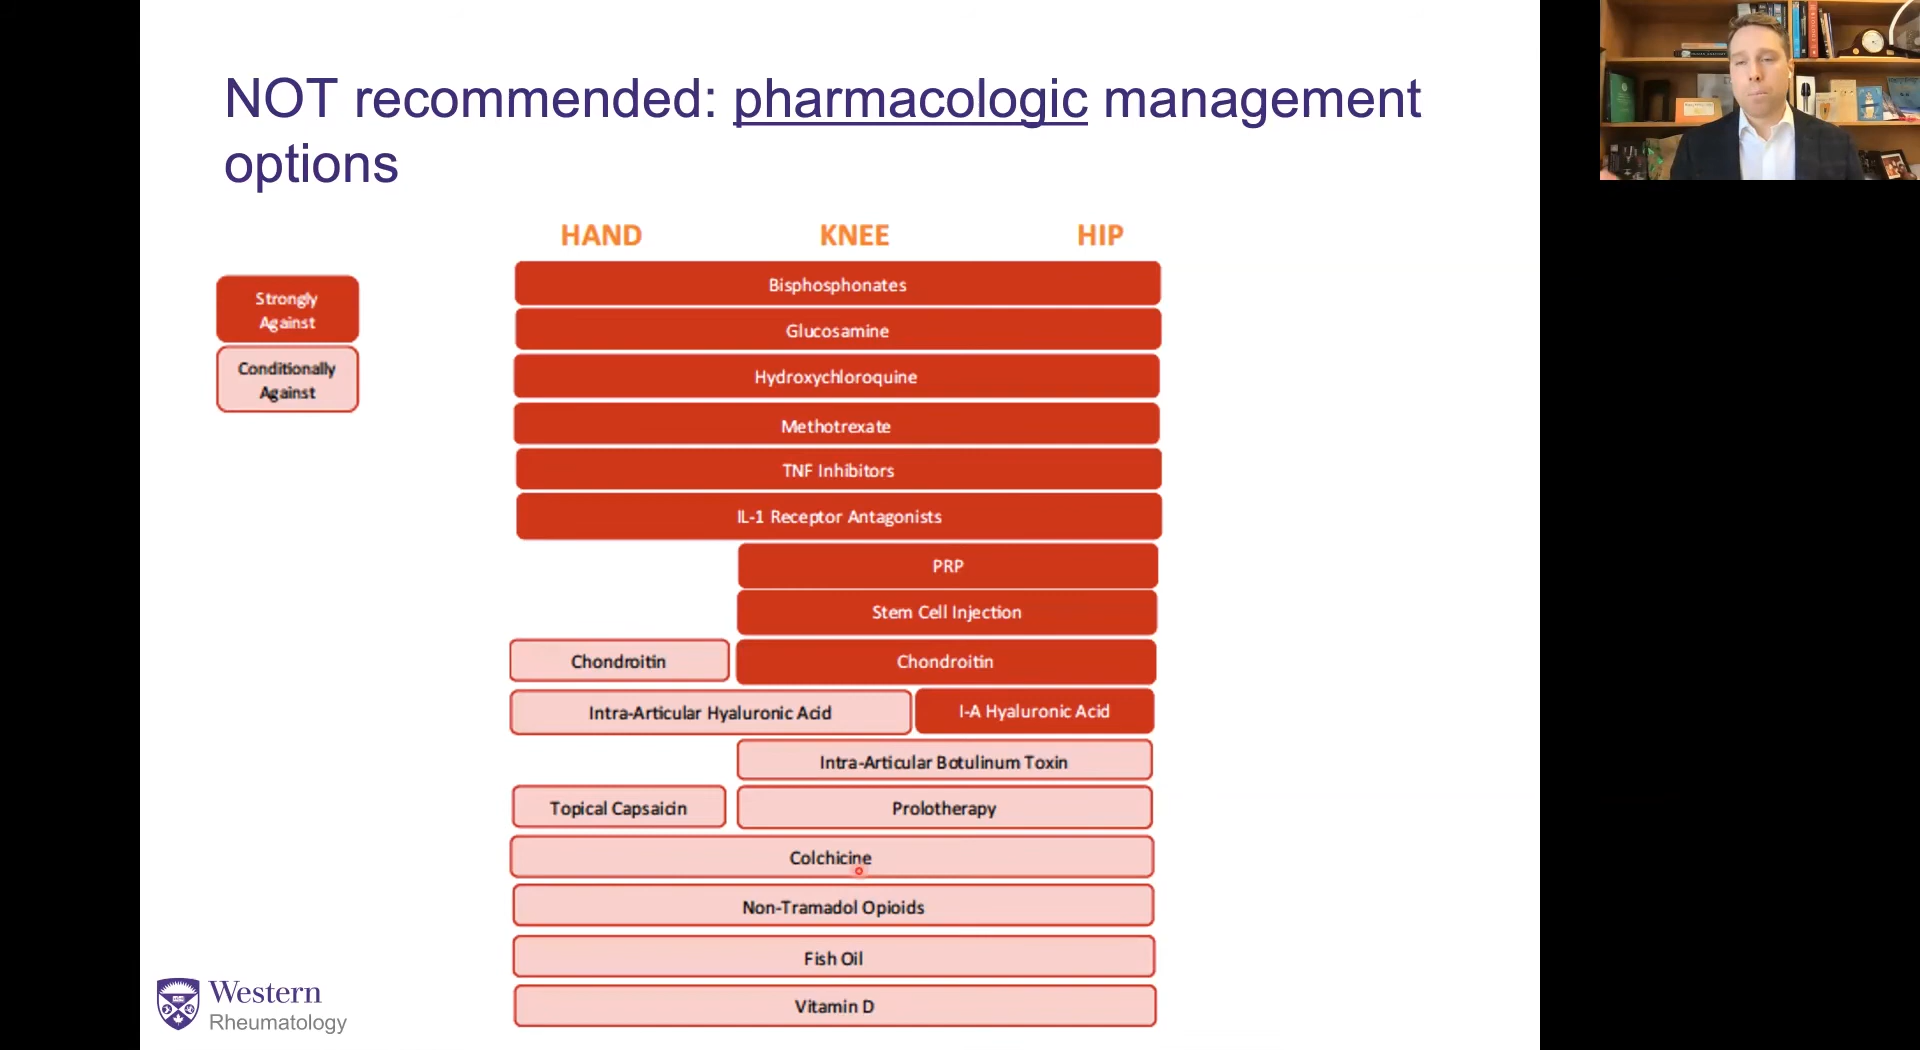 NOT recommended: pharmacologic management
options
HAND KNEE HIP
Strongly
Against
Conditionally
Against
Bisphosphonates
Glucosamine
Hydroxychloroquine
Methotrexate
TNF Inhibitors
IL-1 Receptor Antagonists
PRP
Stem Cell Injection
Chondroitin Chondroitin
Intra-Articular Hyaluronic Acid I-A Hyaluronic Acid
Intra-Articular Botulinum Toxin
Topical Capsaicin Prolotherapy
Colchicine
Non-Tramadol Opioids
Fish Oil
Vitamin D
Western
Rheumatology